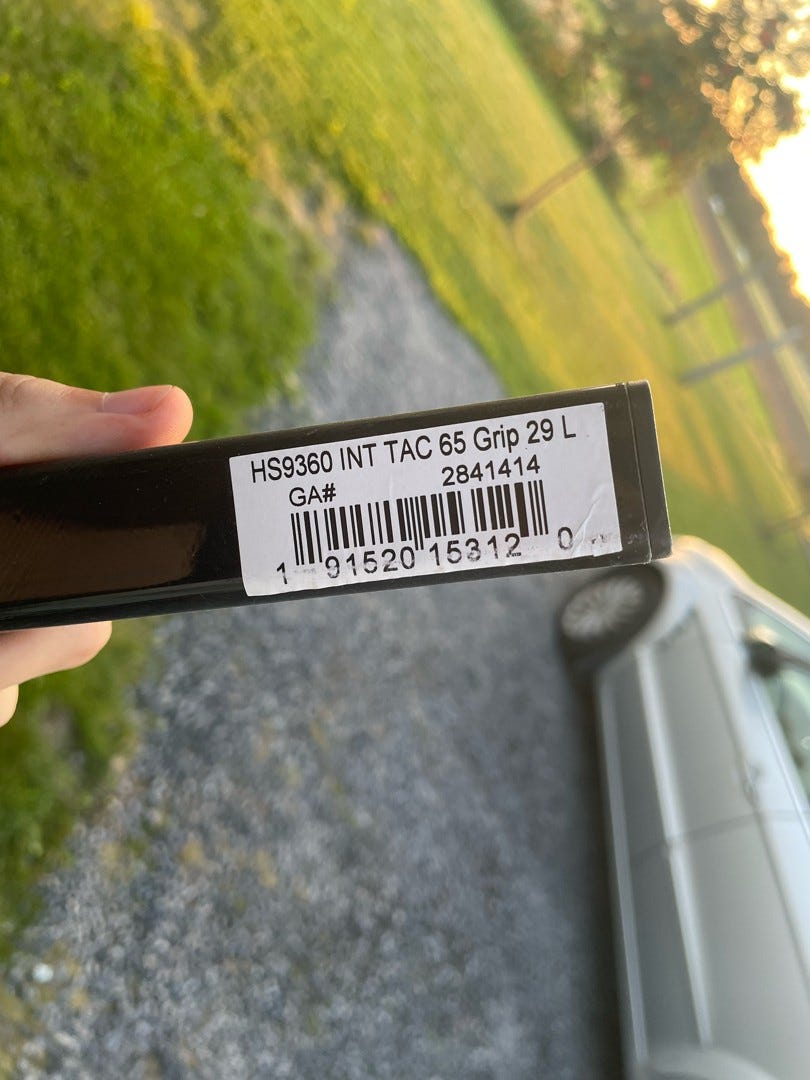 HS9360 INT TAC 65 Grip 29 L
GA# 2841414
1 91520 15312 0